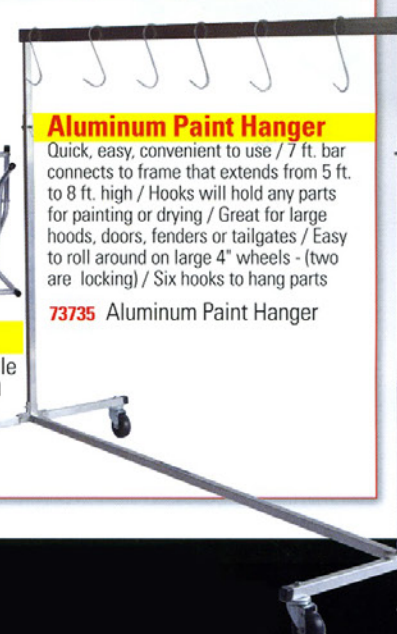 Aluminum Paint Hanger
Quick, easy, convenient to use / 7 ft. bar
connects to frame that extends from 5 ft.
to 8 ft. high / Hooks will hold any parts
for painting or drying / Great for large
hoods, doors, fenders or tailgates / Easy
to roll around on large 4" wheels - (two
are locking) / Six hooks to hang parts
73735 Aluminum Paint Hanger
le